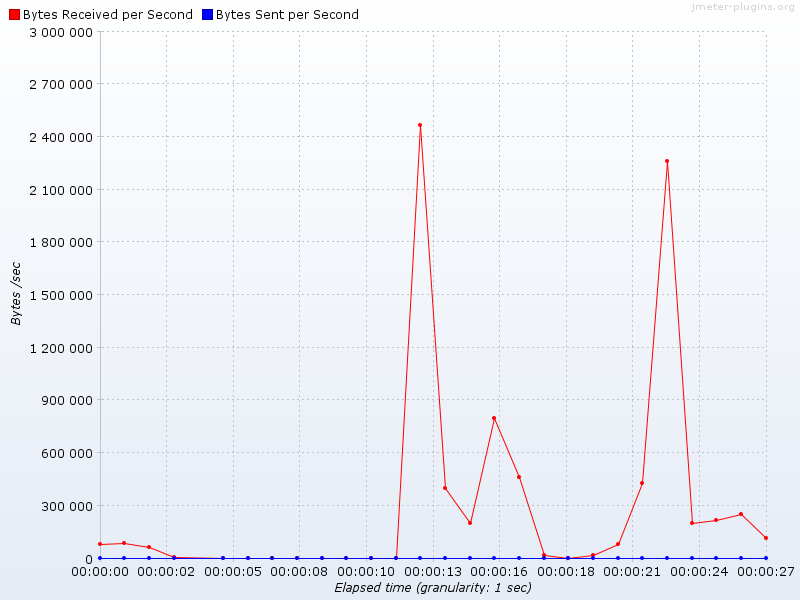 jmeter-plugins.org
Bytes Received per Second Bytes Sent per Second
3 000 000
2 700 000
2 400 000
2 100 000
1 800 000
1 500 000
1 200 000
900 000
600 000
300 000
0
Bytes /sec
00:00:00 00:00:02 00:00:05 00:00:08 00:00:10 00:00:13 00:00:16 00:00:18 00:00:21 00:00:24 00:00:27
Elapsed time (granularity: 1 sec)